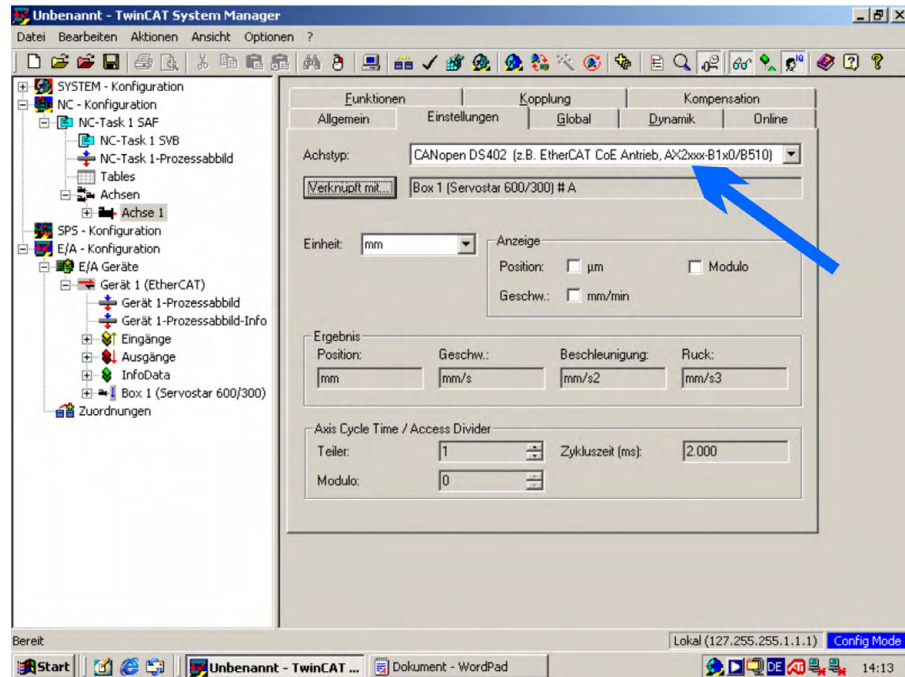 Unbenannt - TwinCAT System Manager
Datei Bearbeiten Aktionen Ansicht Optionen ?
SYSTEM - Konfiguration
NC - Konfiguration
NC-Task 1 SAF
NC-Task 1 SVB
NC-Task 1-Prozessabbild
Tables
Achsen
Achse 1
SPS - Konfiguration
E/A - Konfiguration
E/A Geräte
Gerät 1 (EtherCAT)
Gerät 1-Prozessabbild
Gerät 1-Prozessabbild-Info
Eingänge
Ausgänge
InfoData
Box 1 (Servostar 600/300)
Zuordnungen
Funktionen Kopplung Kompensation
Allgemein Einstellungen Global Dynamik Online
Achstyp: CANopen DS402 (z.B. EtherCAT CoE Antrieb, AX2xxx-B1x0/B510)
Verknüpft mit... Box 1 (Servostar 600/300) # A
Einheit: mm
Anzeige
Position: µm Modulo
Geschw.: mm/min
Ergebnis
Position: Geschw.: Beschleunigung: Ruck:
mm mm/s mm/s2 mm/s3
Axis Cycle Time / Access Divider
Teiler: 1 Zykluszeit (ms): 2.000
Modulo: 0
Bereit Lokal (127.255.255.1.1.1) Config Mode
Start Unbenannt - TwinCAT ... Dokument - WordPad DE 14:13